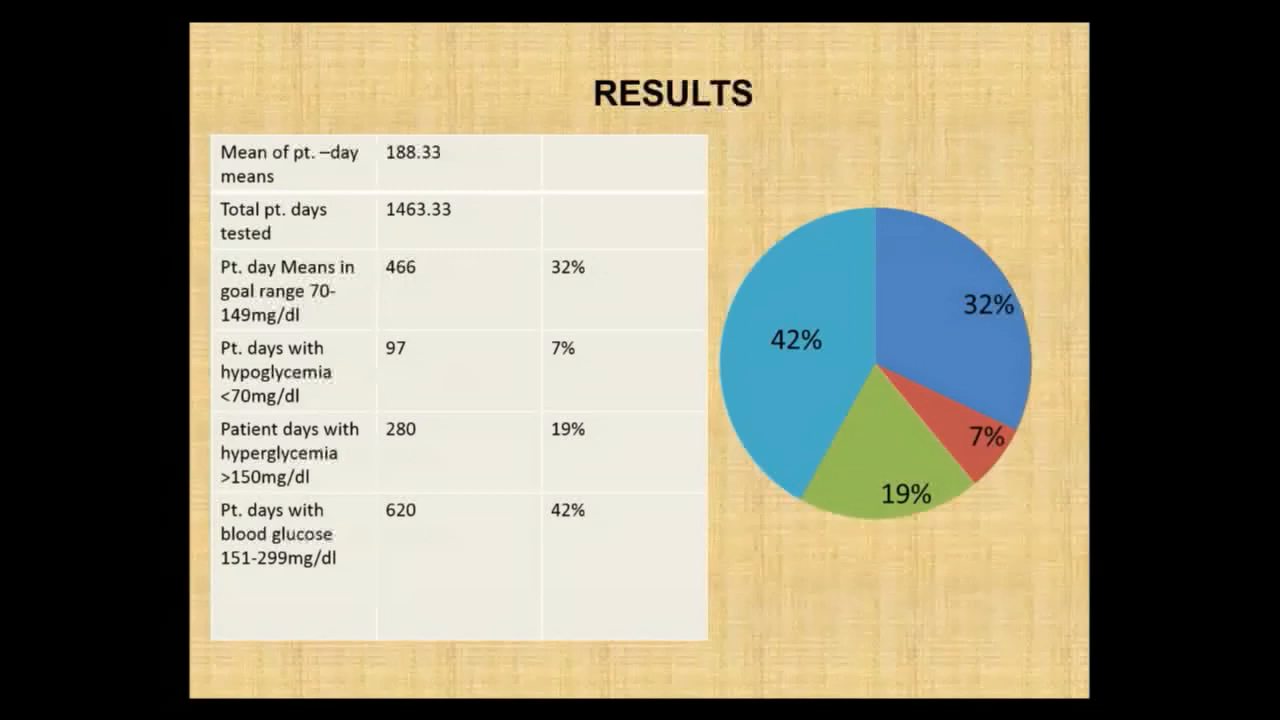 RESULTS
Mean of pt. –day 188.33
means
Total pt. days 1463.33
tested
Pt. day Means in 466 32%
goal range 70-
149mg/dl
Pt. days with 97 7%
hypoglycemia
<70mg/dl
Patient days with 280 19%
hyperglycemia
>150mg/dl
Pt. days with 620 42%
blood glucose
151-299mg/dl
32%
42%
7%
19%